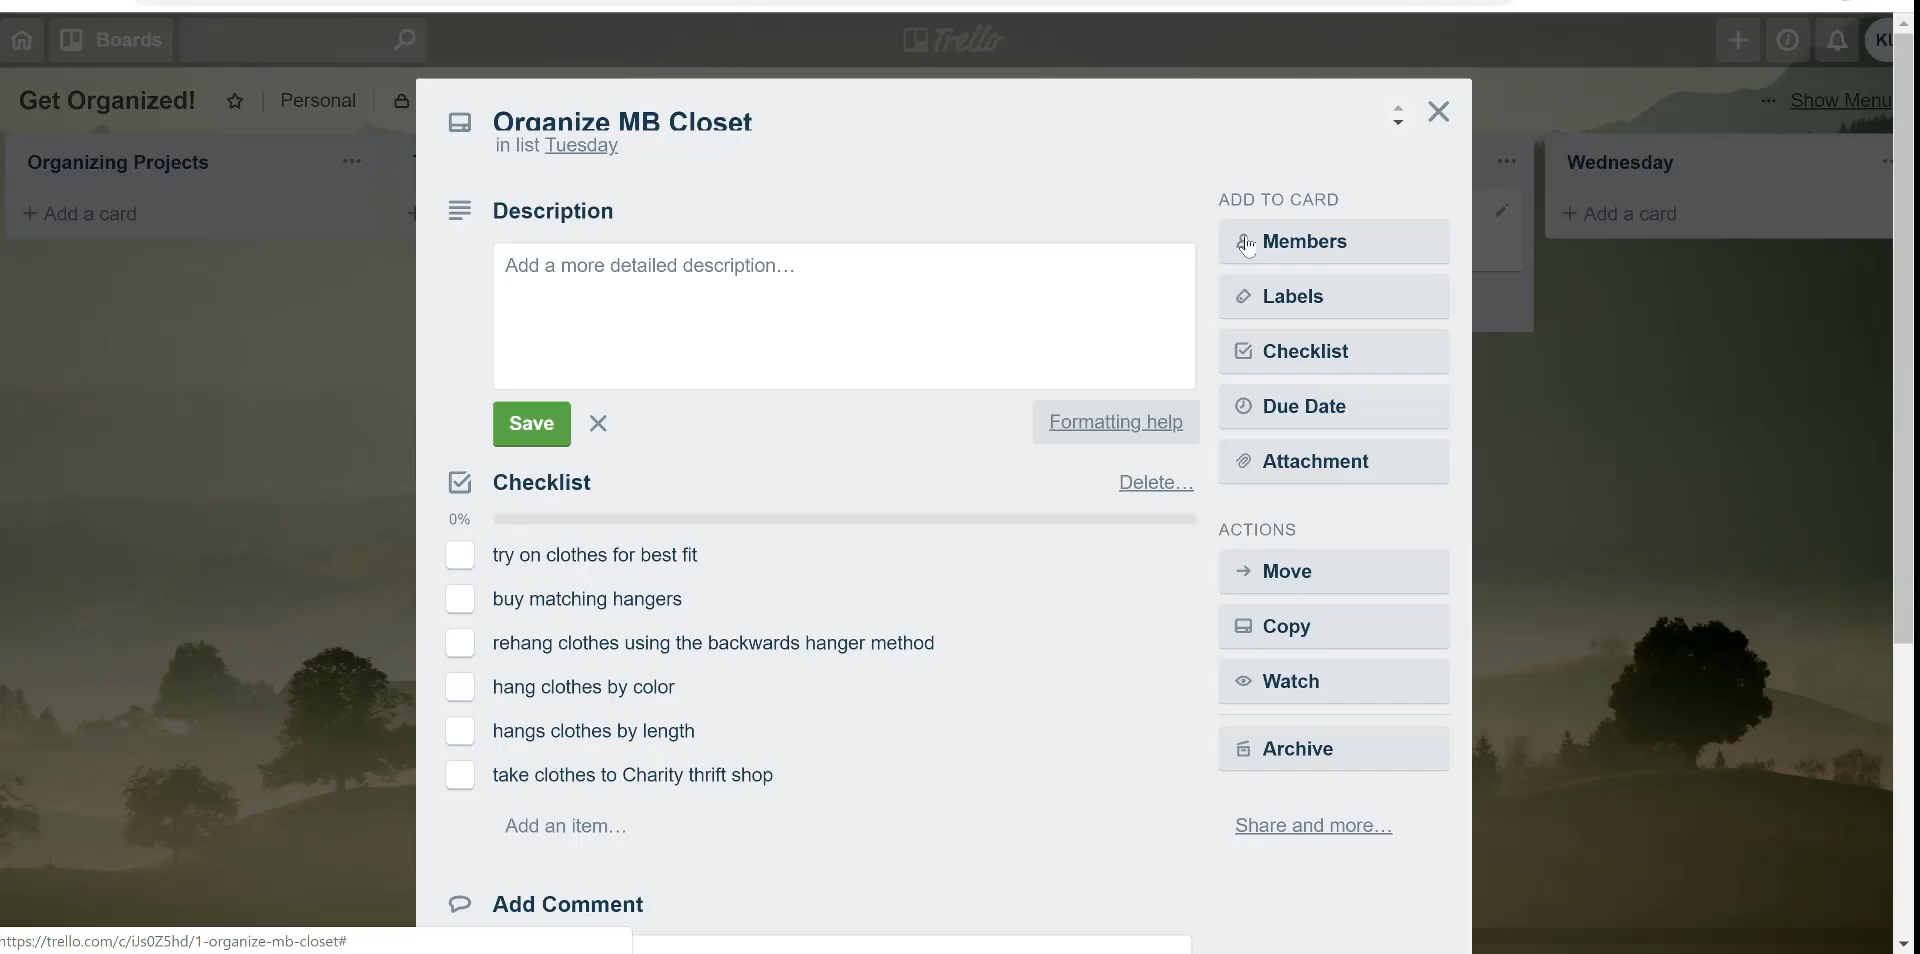 Boards
Trello
KL
Get Organized!
Personal
Show Menu
Organizing Projects
+ Add a card
Wednesday
+ Add a card
Organize MB Closet
in list Tuesday
Description
Add a more detailed description…
Save
Formatting help
Checklist
Delete…
0%
try on clothes for best fit
buy matching hangers
rehang clothes using the backwards hanger method
hang clothes by color
hangs clothes by length
take clothes to Charity thrift shop
Add an item…
Add Comment
ADD TO CARD
Members
Labels
Checklist
Due Date
Attachment
ACTIONS
Move
Copy
Watch
Archive
Share and more…
https://trello.com/c/iJs0Z5hd/1-organize-mb-closet#